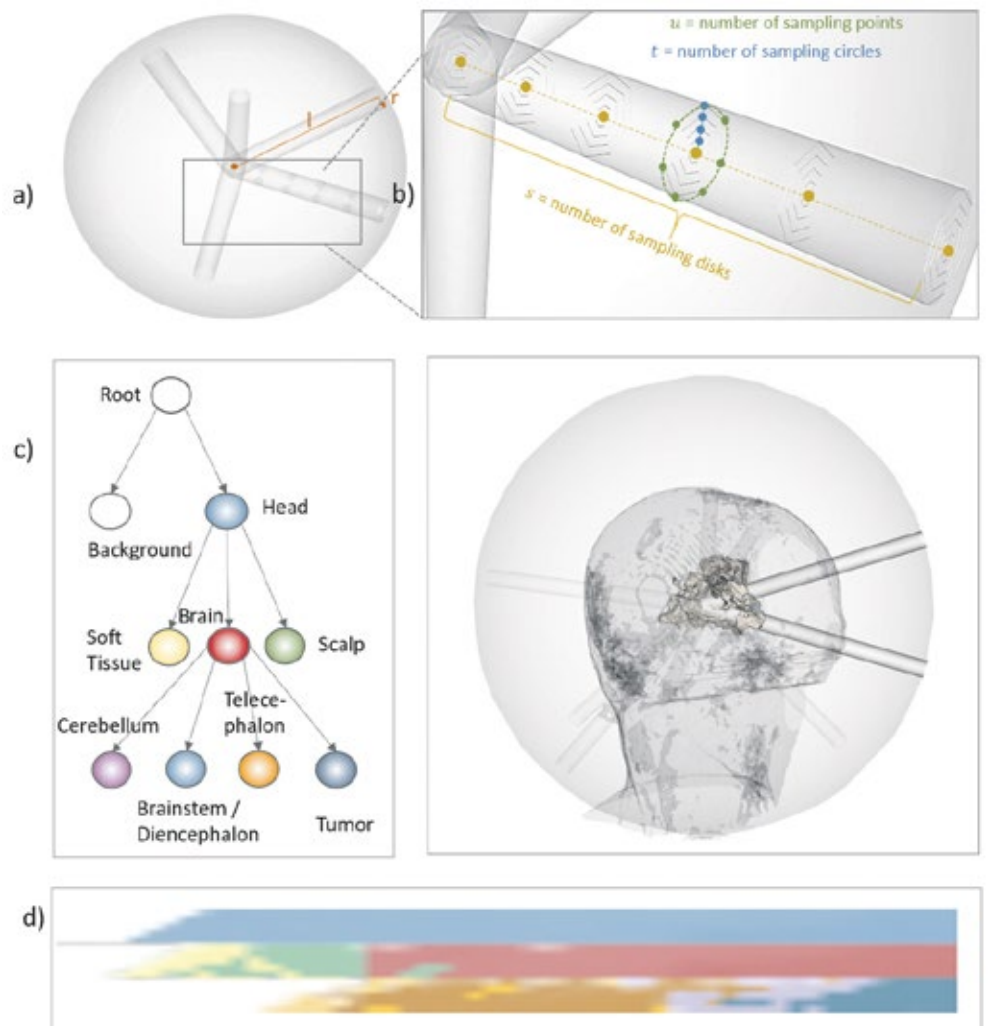 a)
l
r
b)
u = number of sampling points
t = number of sampling circles
s = number of sampling disks
c)
Root
Head
Background
Brain
Soft
Tissue
Scalp
Telece-
phalon
Cerebellum
Brainstem /
Diencephalon
Tumor
d)